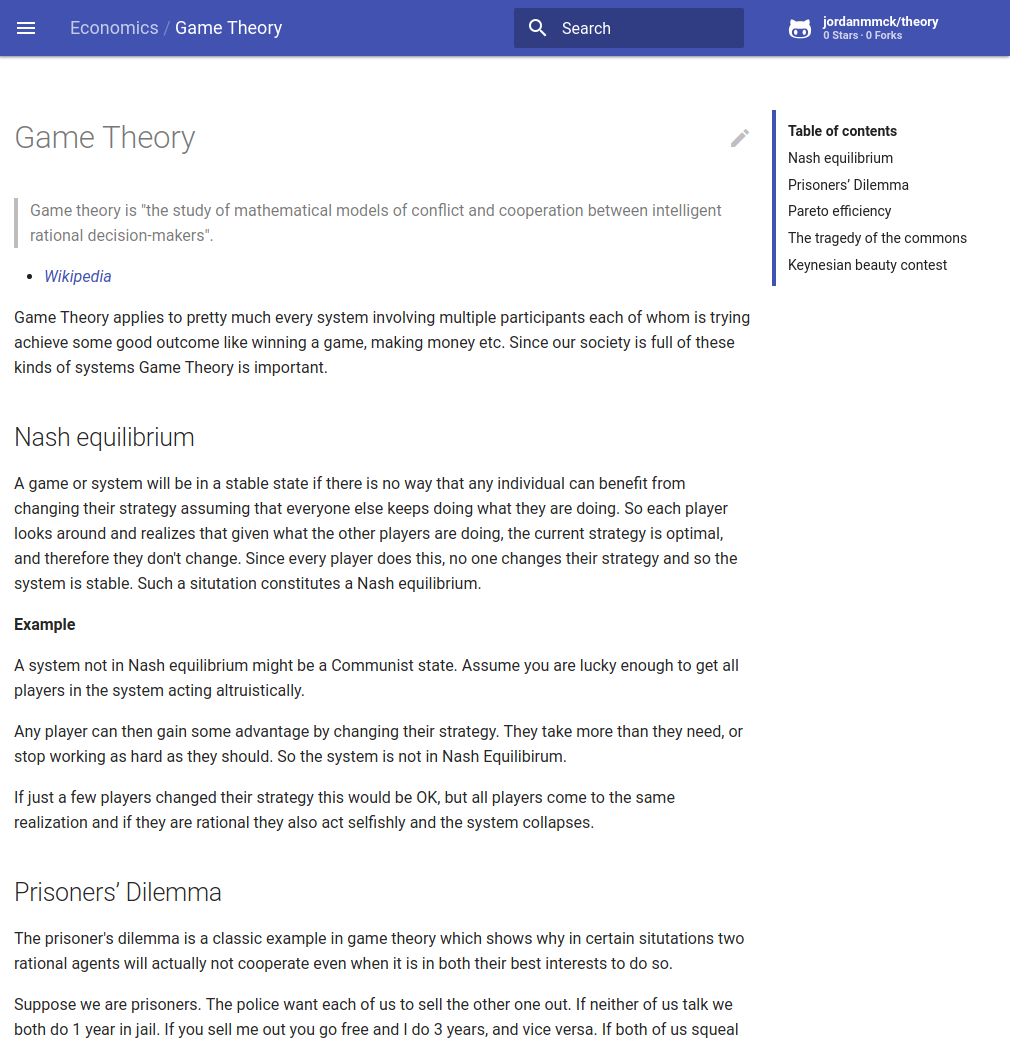 Economics / Game Theory
Search
jordanmmck/theory
0 Stars · 0 Forks
Game Theory
Game theory is "the study of mathematical models of conflict and cooperation between intelligent
rational decision-makers".
Wikipedia
Game Theory applies to pretty much every system involving multiple participants each of whom is trying
achieve some good outcome like winning a game, making money etc. Since our society is full of these
kinds of systems Game Theory is important.
Nash equilibrium
A game or system will be in a stable state if there is no way that any individual can benefit from
changing their strategy assuming that everyone else keeps doing what they are doing. So each player
looks around and realizes that given what the other players are doing, the current strategy is optimal,
and therefore they don't change. Since every player does this, no one changes their strategy and so the
system is stable. Such a situtation constitutes a Nash equilibrium.
Example
A system not in Nash equilibrium might be a Communist state. Assume you are lucky enough to get all
players in the system acting altruistically.
Any player can then gain some advantage by changing their strategy. They take more than they need, or
stop working as hard as they should. So the system is not in Nash Equilibirum.
If just a few players changed their strategy this would be OK, but all players come to the same
realization and if they are rational they also act selfishly and the system collapses.
Prisoners’ Dilemma
The prisoner's dilemma is a classic example in game theory which shows why in certain situtations two
rational agents will actually not cooperate even when it is in both their best interests to do so.
Suppose we are prisoners. The police want each of us to sell the other one out. If neither of us talk we
both do 1 year in jail. If you sell me out you go free and I do 3 years, and vice versa. If both of us squeal
Table of contents
Nash equilibrium
Prisoners’ Dilemma
Pareto efficiency
The tragedy of the commons
Keynesian beauty contest